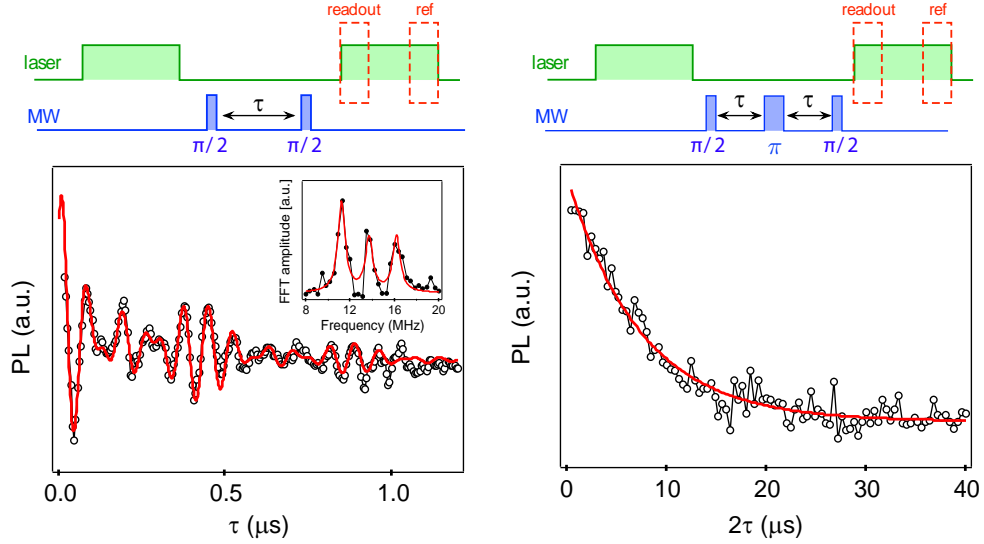 readout ref
laser
τ
MW
π/2 π/2
PL (a.u.)
FFT amplitude [a.u.]
8 12 16 20
Frequency (MHz)
0.0 0.5 1.0
τ (μs)
readout ref
laser
τ τ
MW
π/2 π π/2
PL (a.u.)
0 10 20 30 40
2τ (μs)